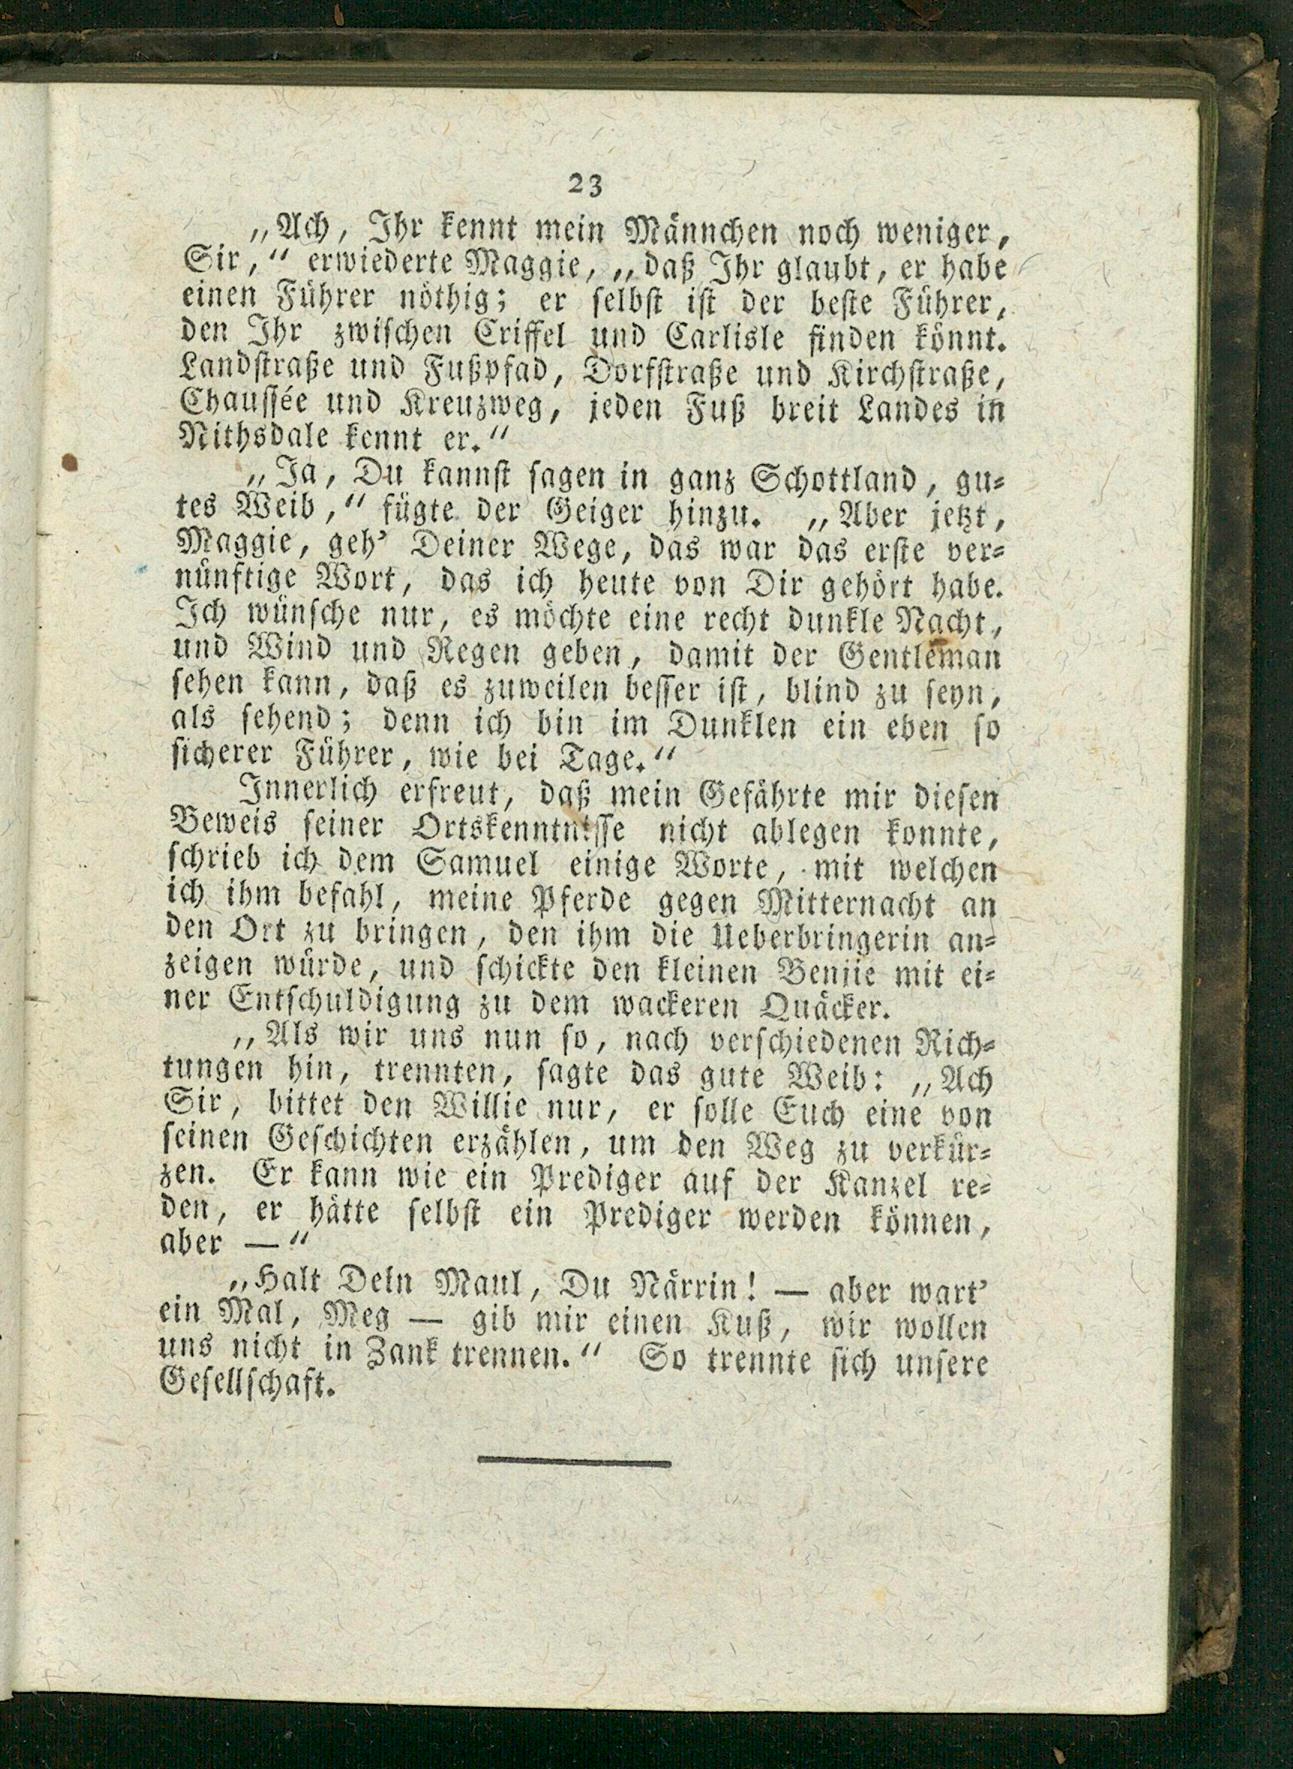 23
„Ach, Ihr kennt mein Männchen noch weniger,
Sir,“ erwiederte Maggie, „daß Ihr glaubt, er habe
einen Führer nöthig; er selbst ist der beste Führer,
den Ihr zwischen Criffel und Carlisle finden könnt.
Landstraße und Fußpfad, Dorfstraße und Kirchstraße,
Chaussée und Kreuzweg, jeden Fuß breit Landes in
Nithsdale kennt er.“
„Ja, Du kannst sagen in ganz Schottland, gu-
tes Weib,“ fügte der Geiger hinzu. „Aber jetzt,
Maggie, geh' Deiner Wege, das war das erste ver-
nünftige Wort, das ich heute von Dir gehört habe.
Ich wünsche nur, es möchte eine recht dunkle Nacht,
und Wind und Regen geben, damit der Gentleman
sehen kann, daß es zuweilen besser ist, blind zu seyn,
als sehend; denn ich bin im Dunklen ein eben so
sicherer Führer, wie bei Tage.“
Innerlich erfreut, daß mein Gefährte mir diesen
Beweis seiner Ortskenntnisse nicht ablegen konnte,
schrieb ich dem Samuel einige Worte, mit welchen
ich ihm befahl, meine Pferde gegen Mitternacht an
den Ort zu bringen, den ihm die Ueberbringerin an-
zeigen würde, und schickte den kleinen Benjie mit ei-
ner Entschuldigung zu dem wackeren Quäcker.
„Als wir uns nun so, nach verschiedenen Rich-
tungen hin, trennten, sagte das gute Weib: „Ach
Sir, bittet den Willie nur, er solle Euch eine von
seinen Geschichten erzählen, um den Weg zu verkür-
zen. Er kann wie ein Prediger auf der Kanzel re-
den, er hätte selbst ein Prediger werden können,
aber —“
„Halt Dein Maul, Du Närrin! — aber wart'
ein Mal, Meg — gib mir einen Kuß, wir wollen
uns nicht in Zank trennen.“ So trennte sich unsere
Gesellschaft.